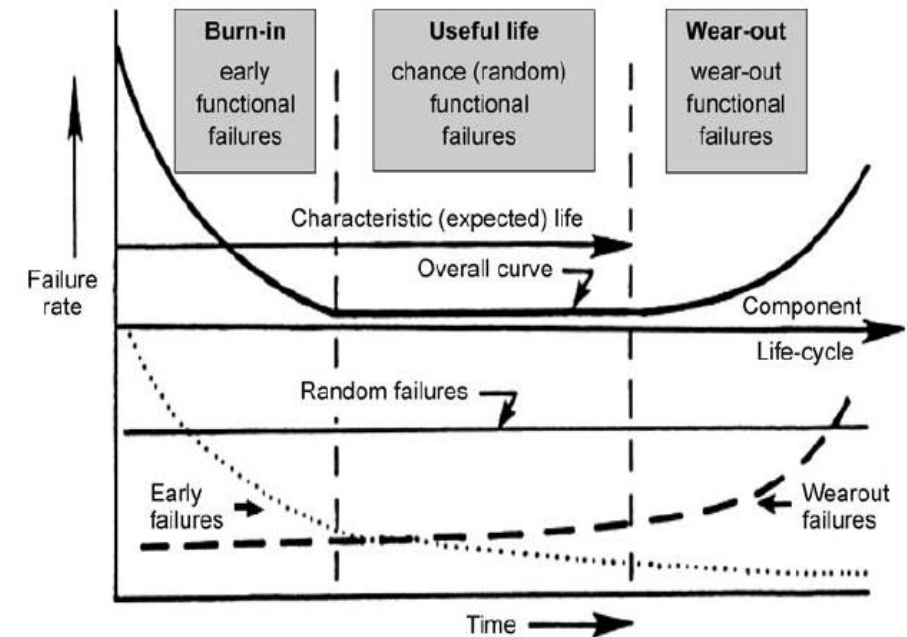 Burn-in
early
functional
failures
Useful life
chance (random)
functional
failures
Wear-out
wear-out
functional
failures
Characteristic (expected) life
Overall curve
Failure
rate
Component
Life-cycle
Random failures
Early
failures
Wearout
failures
Time